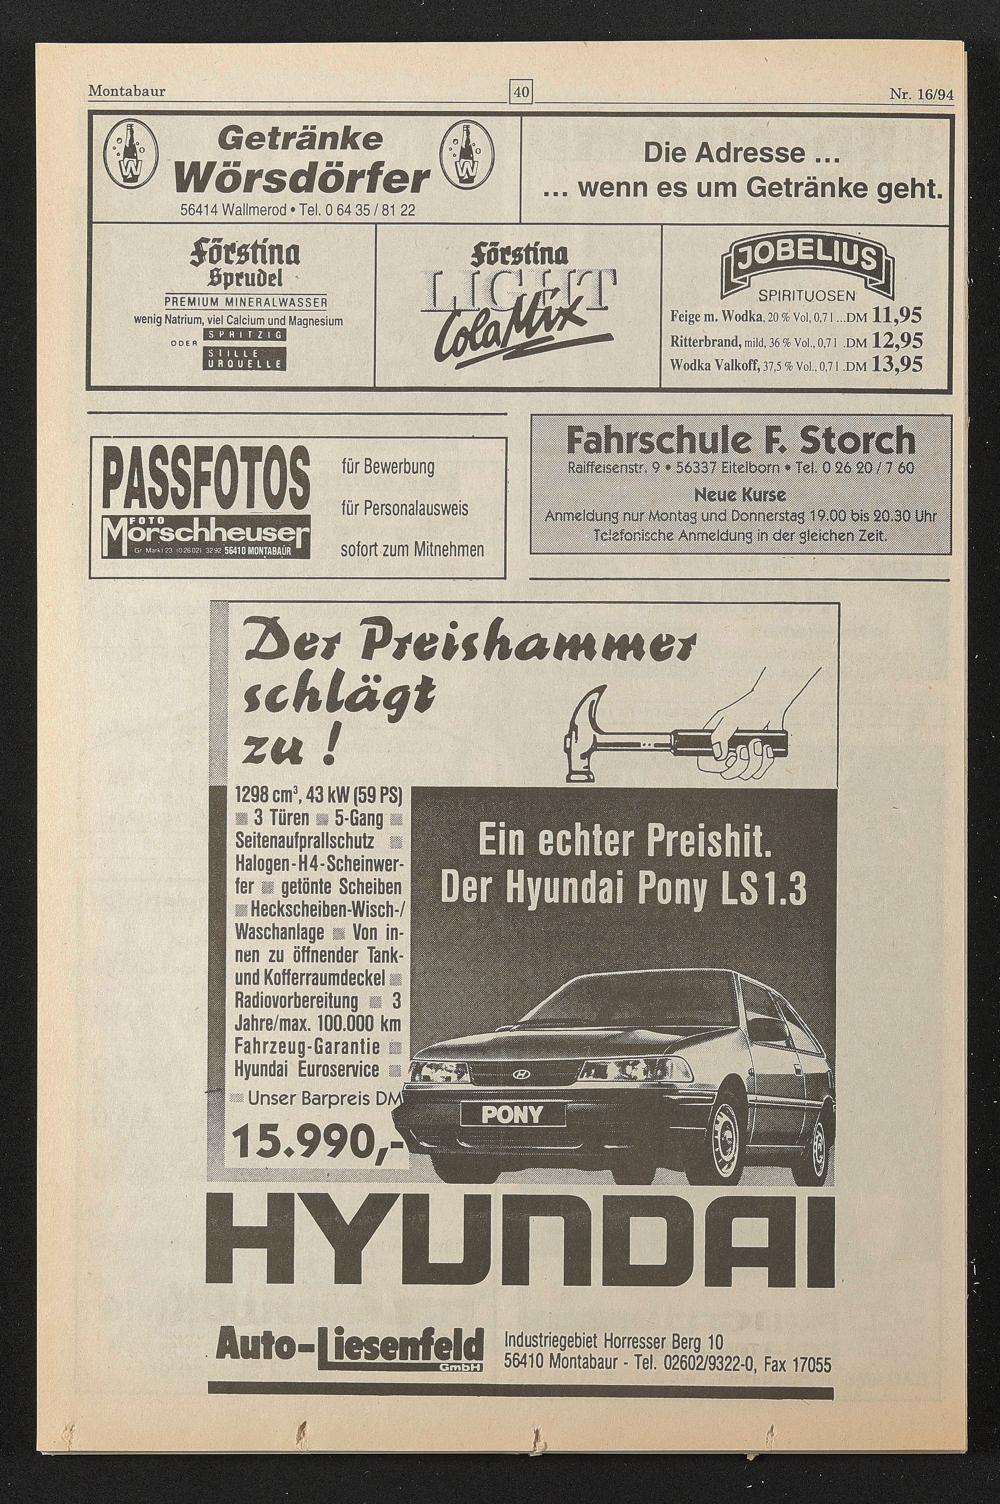 Montabaur
40
Nr. 16/94
Getränke
Wörsdörfer
56414 Wallmerod • Tel. 0 64 35 / 81 22
Die Adresse ...
... wenn es um Getränke geht.
Förstina
Sprudel
PREMIUM MINERALWASSER
wenig Natrium, viel Calcium und Magnesium
SPRITZIG
ODER
STILLE
URQUELLE
Förstina
LIGHT
ColaMix
JOBELIUS
SPIRITUOSEN
Feige m. Wodka, 20 % Vol, 0,7 l ...DM 11,95
Ritterbrand, mild, 36 % Vol., 0,7 l .DM 12,95
Wodka Valkoff, 37,5 % Vol., 0,7 l .DM 13,95
PASSFOTOS
FOTO
Morschheuser
Gr. Markt 23 (02602) 3292 56410 MONTABAUR
für Bewerbung
für Personalausweis
sofort zum Mitnehmen
Fahrschule F. Storch
Raiffeisenstr. 9 • 56337 Eitelborn • Tel. 0 26 20 / 7 60
Neue Kurse
Anmeldung nur Montag und Donnerstag 19.00 bis 20.30 Uhr
Telefonische Anmeldung in der gleichen Zeit.
Der Preishammer
schlägt
zu !
1298 cm³, 43 kW (59 PS)
3 Türen 5-Gang
Seitenaufprallschutz
Halogen-H4-Scheinwer-
fer getönte Scheiben
Heckscheiben-Wisch-/
Waschanlage Von in-
nen zu öffnender Tank-
und Kofferraumdeckel
Radiovorbereitung 3
Jahre/max. 100.000 km
Fahrzeug-Garantie
Hyundai Euroservice
Unser Barpreis DM
15.990,-
Ein echter Preishit.
Der Hyundai Pony LS 1.3
PONY
HYUNDAI
Auto-Liesenfeld
GmbH
Industriegebiet Horresser Berg 10
56410 Montabaur - Tel. 02602/9322-0, Fax 17055